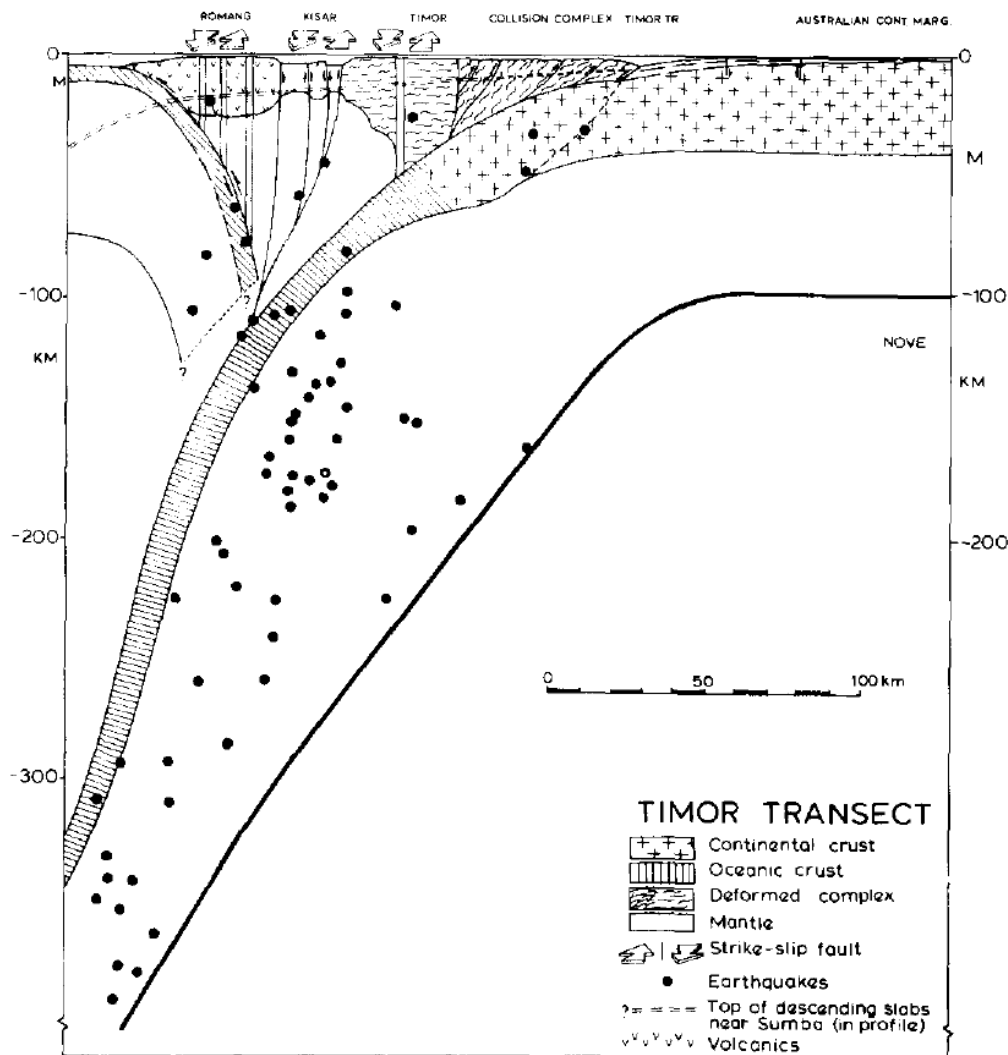 ROMANG KISAR TIMOR COLLISION COMPLEX TIMOR TR AUSTRALIAN CONT MARG.
0 0
M
M
?
?
?
?
-100 -100
KM NOVE
KM
-200 -200
0 50 100 km
-300
TIMOR TRANSECT
Continental crust
Oceanic crust
Deformed complex
Mantle
Strike-slip fault
Earthquakes
? Top of descending slabs
near Sumba (in profile)
Volcanics